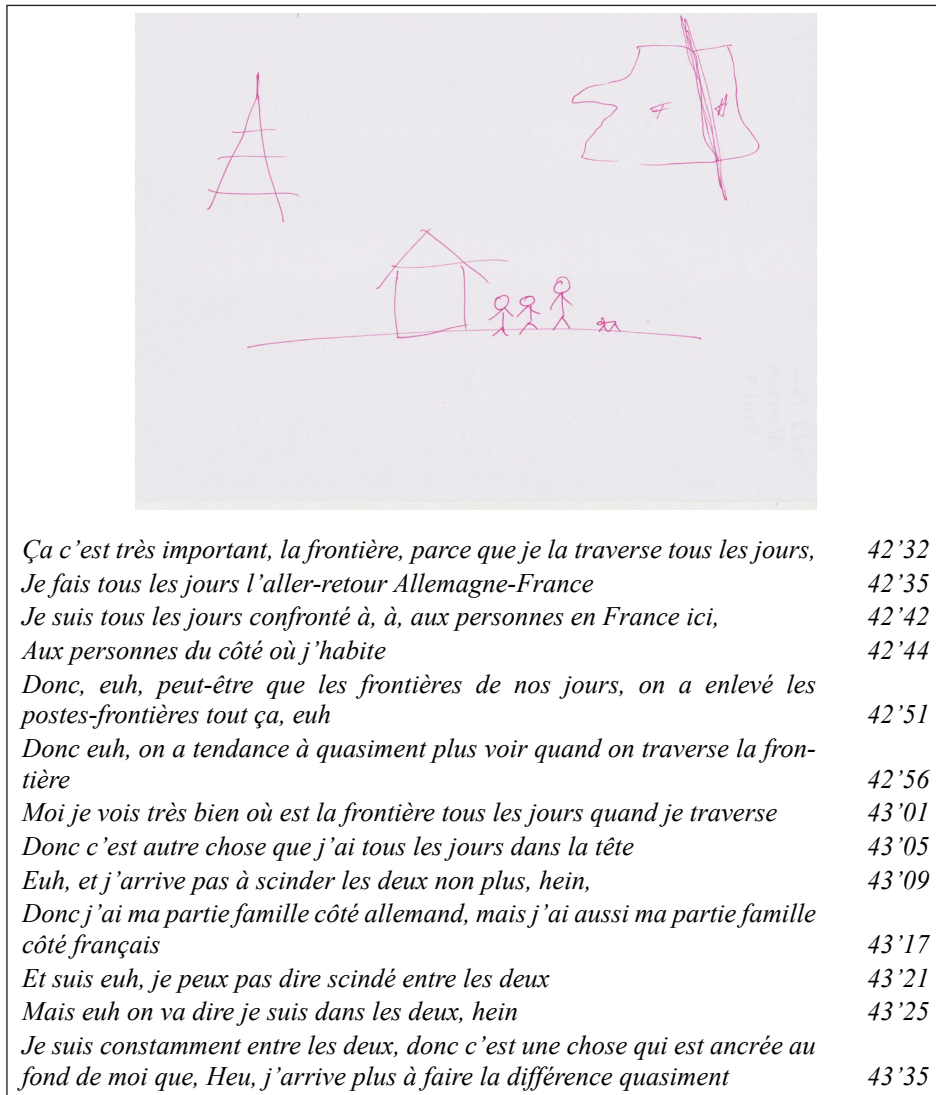 F A
Ça c’est très important, la frontière, parce que je la traverse tous les jours, 42’32
Je fais tous les jours l’aller-retour Allemagne-France 42’35
Je suis tous les jours confronté à, à, aux personnes en France ici, 42’42
Aux personnes du côté où j’habite 42’44
Donc, euh, peut-être que les frontières de nos jours, on a enlevé les
postes-frontières tout ça, euh 42’51
Donc euh, on a tendance à quasiment plus voir quand on traverse la fron-
tière 42’56
Moi je vois très bien où est la frontière tous les jours quand je traverse 43’01
Donc c’est autre chose que j’ai tous les jours dans la tête 43’05
Euh, et j’arrive pas à scinder les deux non plus, hein, 43’09
Donc j’ai ma partie famille côté allemand, mais j’ai aussi ma partie famille
côté français 43’17
Et suis euh, je peux pas dire scindé entre les deux 43’21
Mais euh on va dire je suis dans les deux, hein 43’25
Je suis constamment entre les deux, donc c’est une chose qui est ancrée au
fond de moi que, Heu, j’arrive plus à faire la différence quasiment 43’35